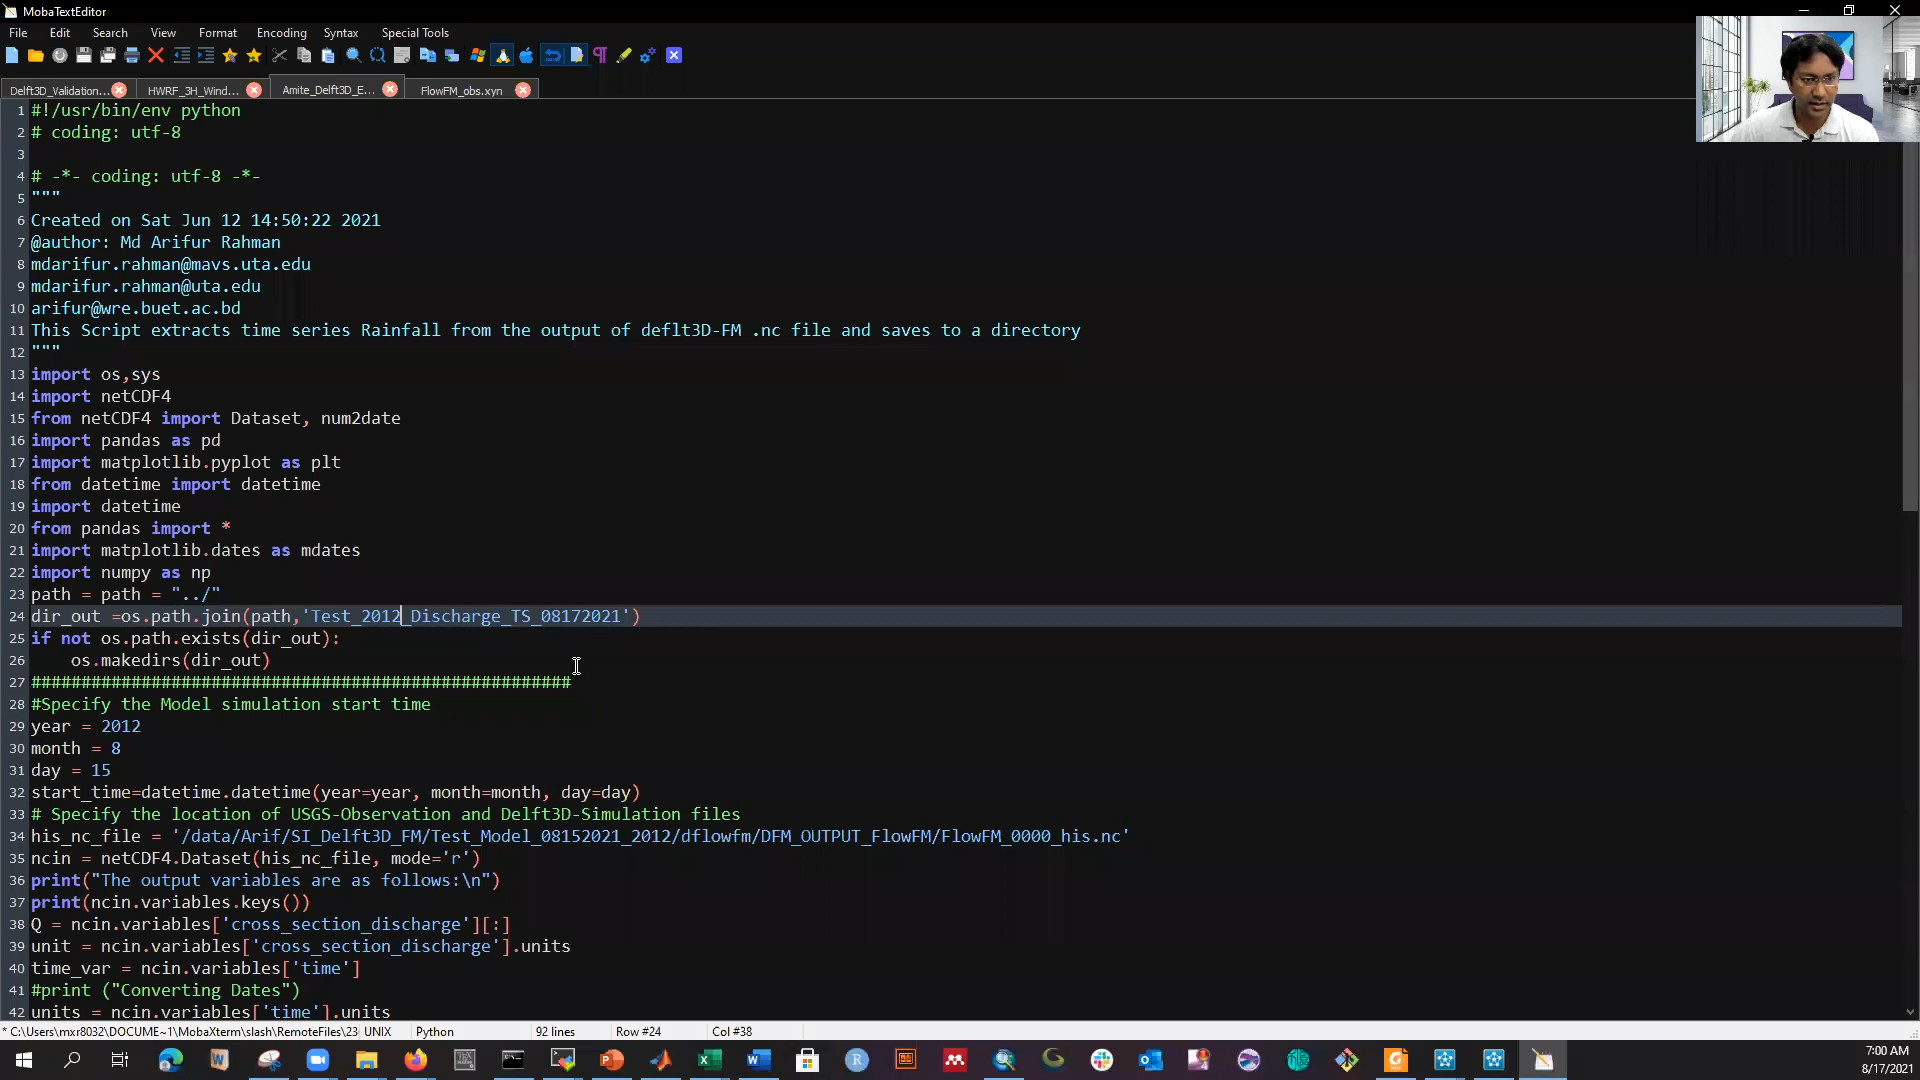 MobaTextEditor
File Edit Search View Format Encoding Syntax Special Tools
Delft3D_Validation... HWRF_3H_Wind... Amite_Delft3D_E... FlowFM_obs.xyn
1 #!/usr/bin/env python
2 # coding: utf-8
3
4 # -*- coding: utf-8 -*-
5 """
6 Created on Sat Jun 12 14:50:22 2021
7 @author: Md Arifur Rahman
8 mdarifur.rahman@mavs.uta.edu
9 mdarifur.rahman@uta.edu
10 arifur@wre.buet.ac.bd
11 This Script extracts time series Rainfall from the output of deflt3D-FM .nc file and saves to a directory
12 """
13 import os,sys
14 import netCDF4
15 from netCDF4 import Dataset, num2date
16 import pandas as pd
17 import matplotlib.pyplot as plt
18 from datetime import datetime
19 import datetime
20 from pandas import *
21 import matplotlib.dates as mdates
22 import numpy as np
23 path = path = "../"
24 dir_out =os.path.join(path,'Test_2012_Discharge_TS_08172021')
25 if not os.path.exists(dir_out):
26     os.makedirs(dir_out)
27 ######################################################
28 #Specify the Model simulation start time
29 year = 2012
30 month = 8
31 day = 15
32 start_time=datetime.datetime(year=year, month=month, day=day)
33 # Specify the location of USGS-Observation and Delft3D-Simulation files
34 his_nc_file = '/data/Arif/SI_Delft3D_FM/Test_Model_08152021_2012/dflowfm/DFM_OUTPUT_FlowFM/FlowFM_0000_his.nc'
35 ncin = netCDF4.Dataset(his_nc_file, mode='r')
36 print("The output variables are as follows:\n")
37 print(ncin.variables.keys())
38 Q = ncin.variables['cross_section_discharge'][:]
39 unit = ncin.variables['cross_section_discharge'].units
40 time_var = ncin.variables['time']
41 #print ("Converting Dates")
42 units = ncin.variables['time'].units
* C:\Users\mxr8032\DOCUME~1\MobaXterm\slash\RemoteFiles\23 UNIX Python 92 lines Row #24 Col #38
7:00 AM
8/17/2021